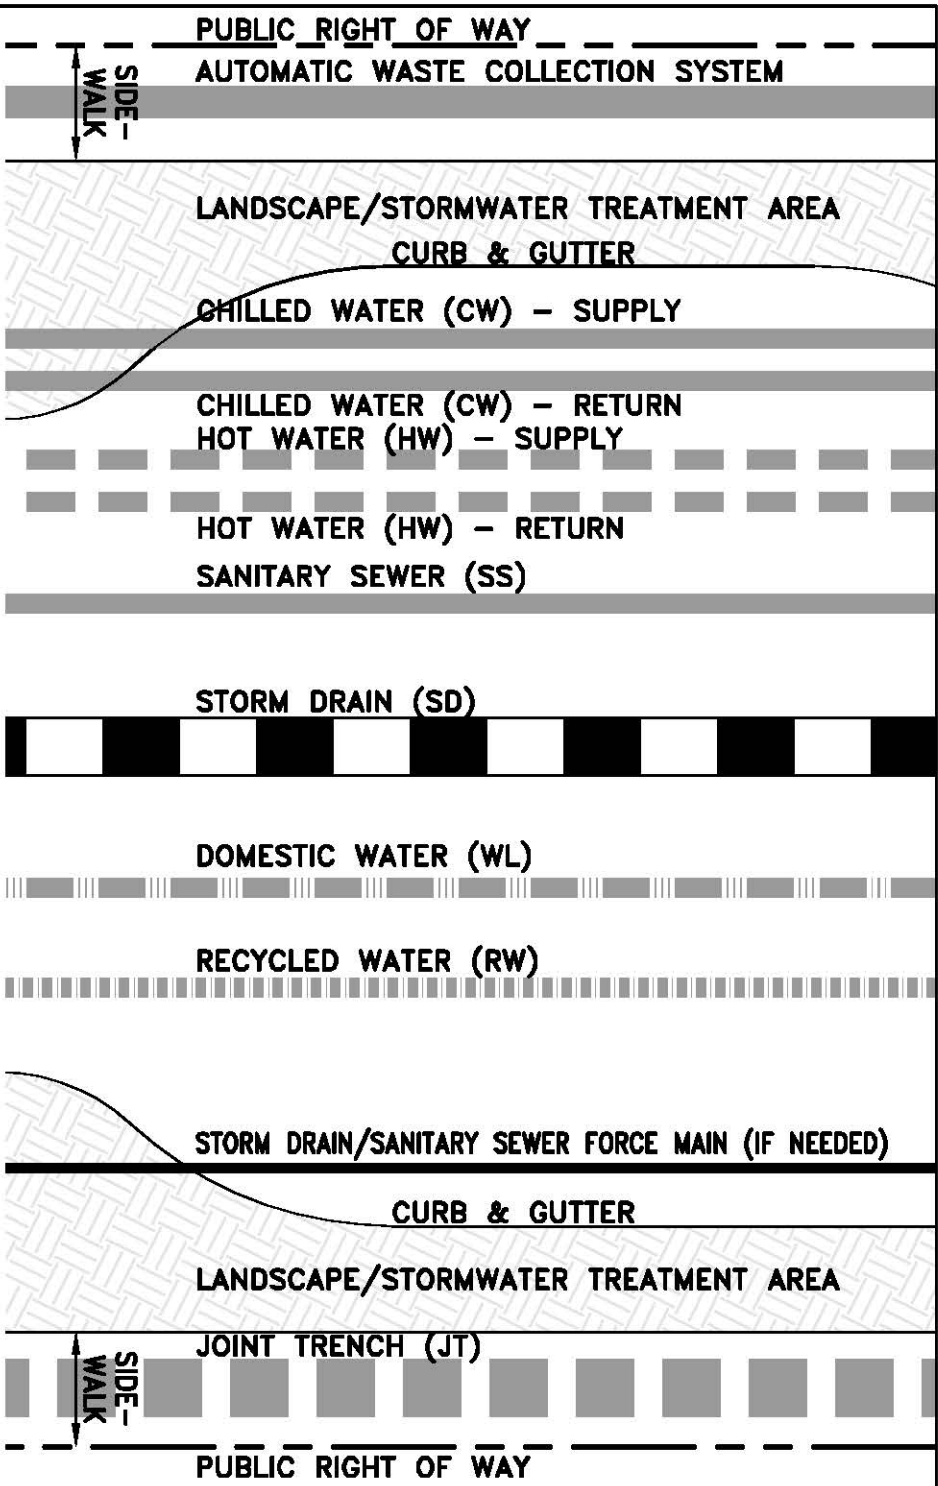 PUBLIC RIGHT OF WAY
AUTOMATIC WASTE COLLECTION SYSTEM
SIDE-
WALK
LANDSCAPE/STORMWATER TREATMENT AREA
CURB & GUTTER
CHILLED WATER (CW) - SUPPLY
CHILLED WATER (CW) - RETURN
HOT WATER (HW) - SUPPLY
HOT WATER (HW) - RETURN
SANITARY SEWER (SS)
STORM DRAIN (SD)
DOMESTIC WATER (WL)
RECYCLED WATER (RW)
STORM DRAIN/SANITARY SEWER FORCE MAIN (IF NEEDED)
CURB & GUTTER
LANDSCAPE/STORMWATER TREATMENT AREA
JOINT TRENCH (JT)
SIDE-
WALK
PUBLIC RIGHT OF WAY